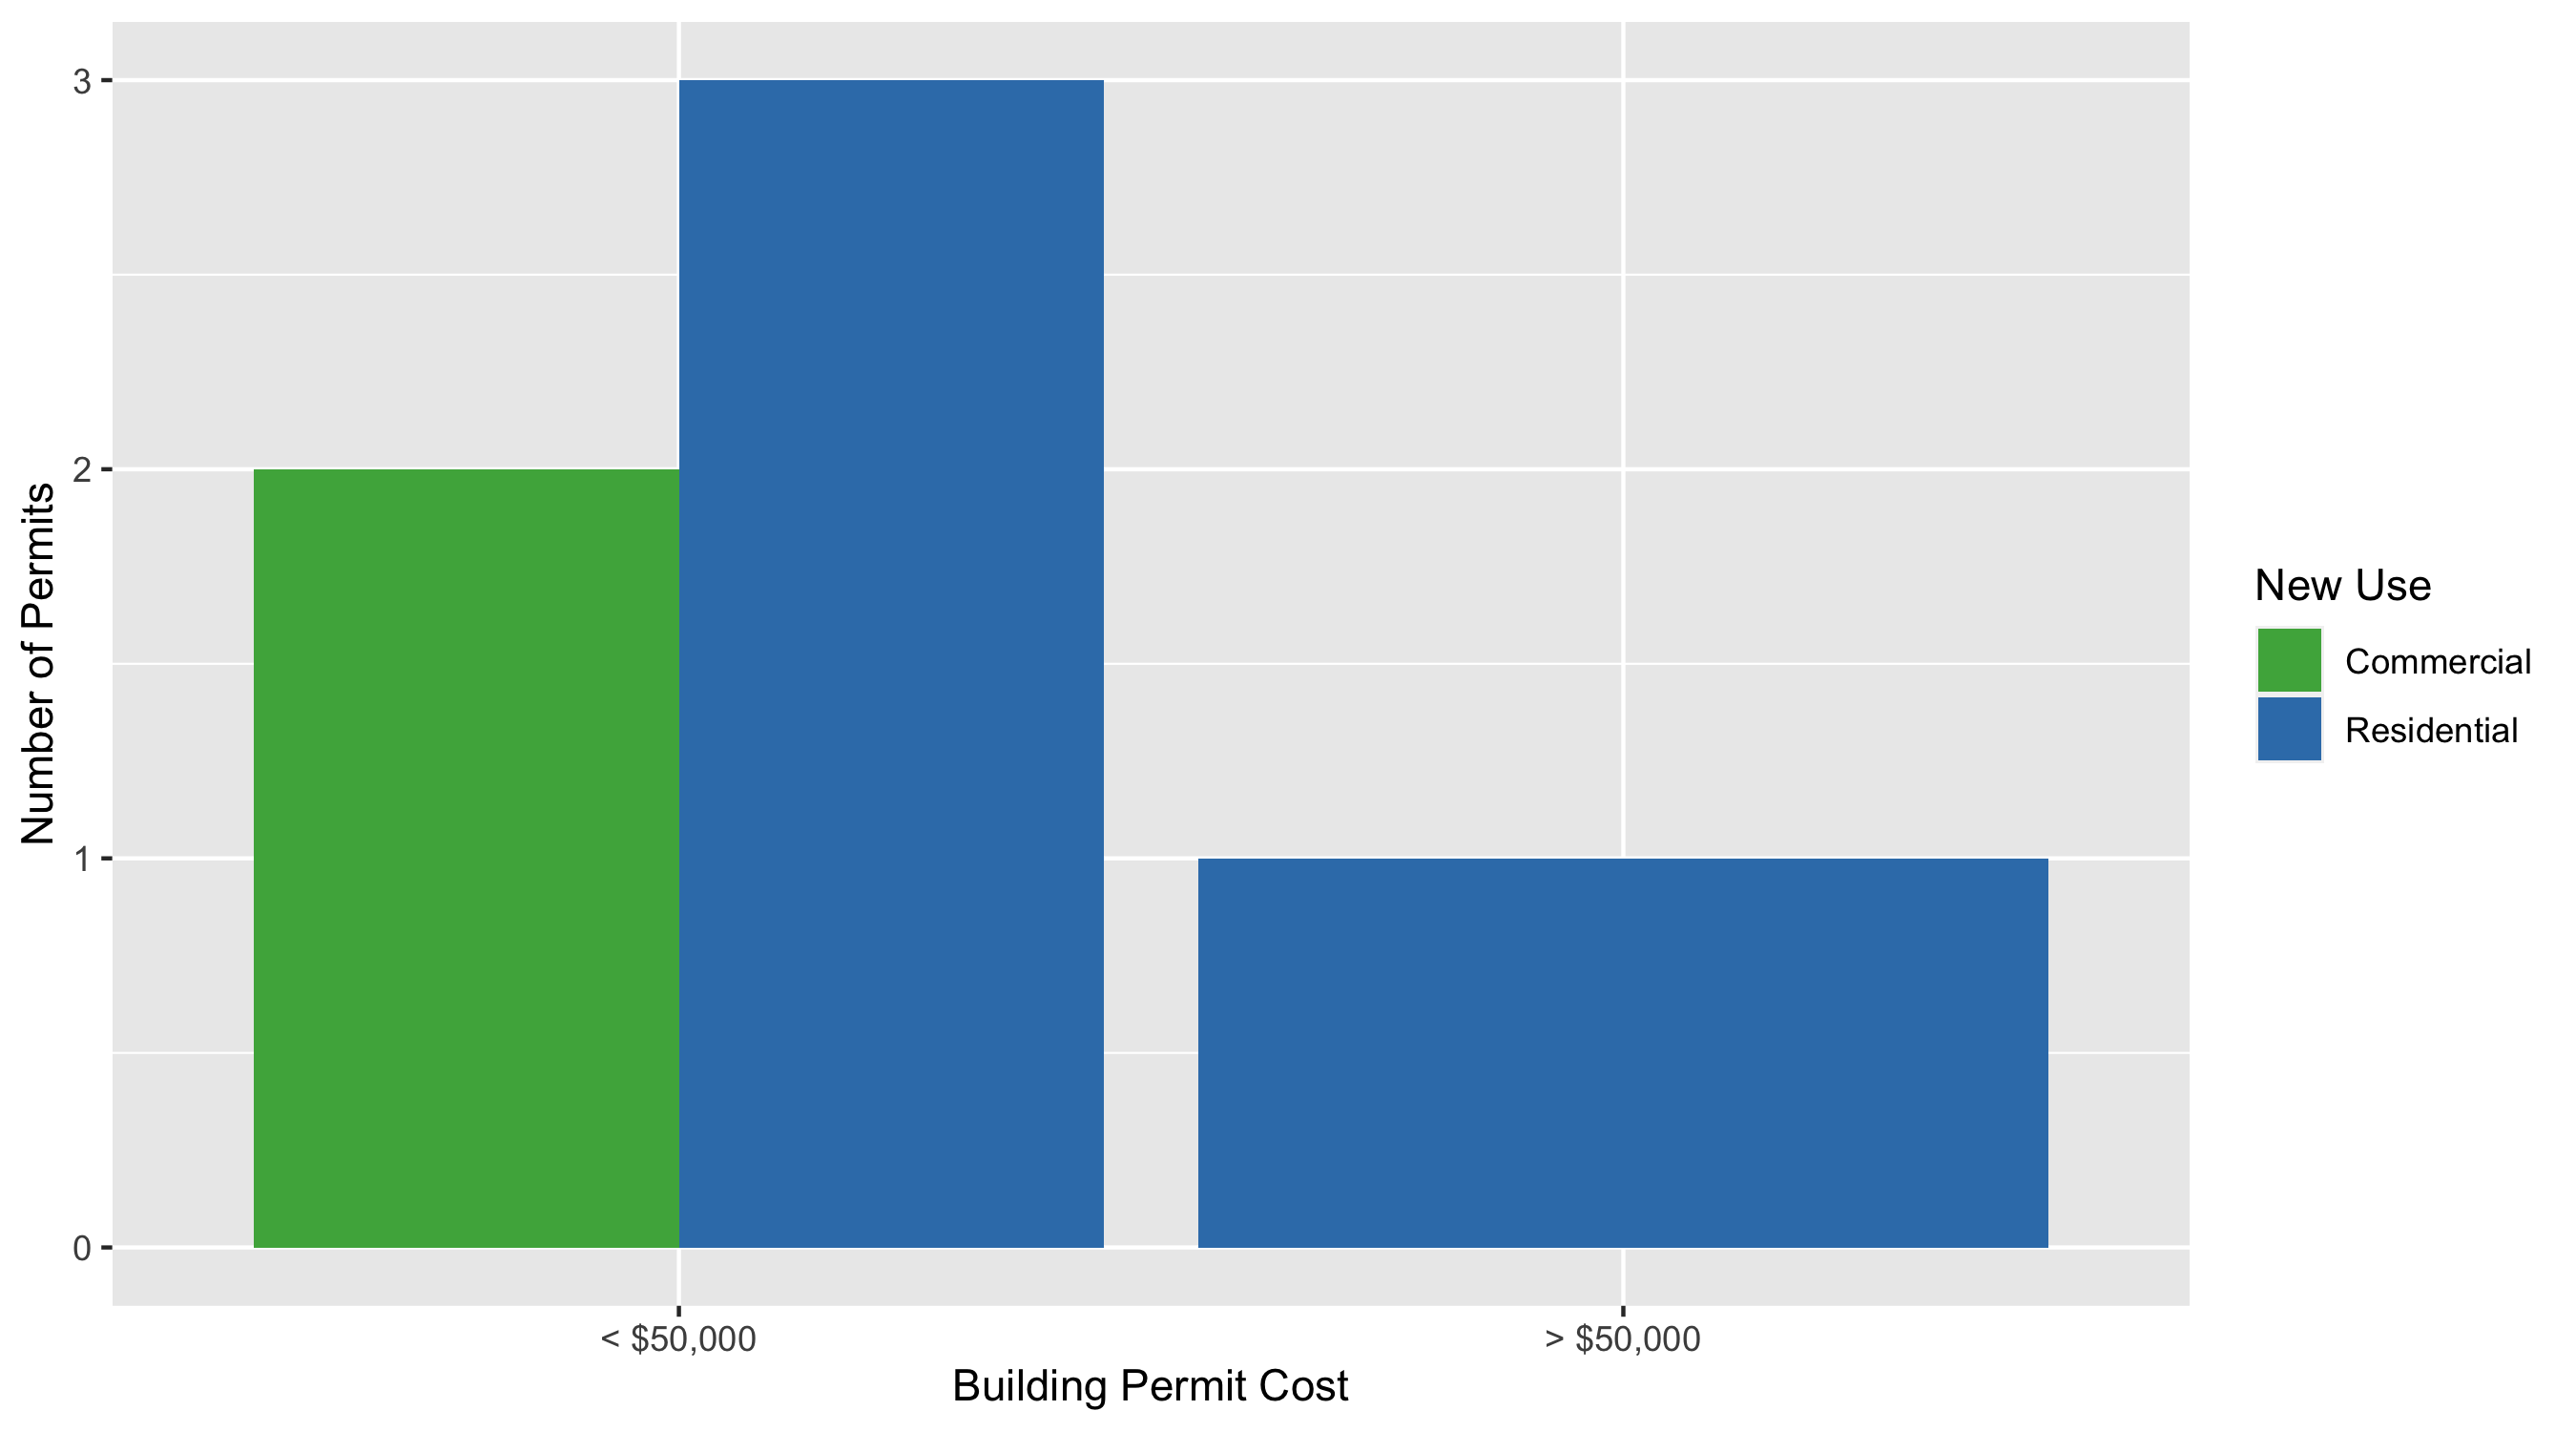 3
2
1
0
Number of Permits
< $50,000
> $50,000
Building Permit Cost
New Use
Commercial
Residential